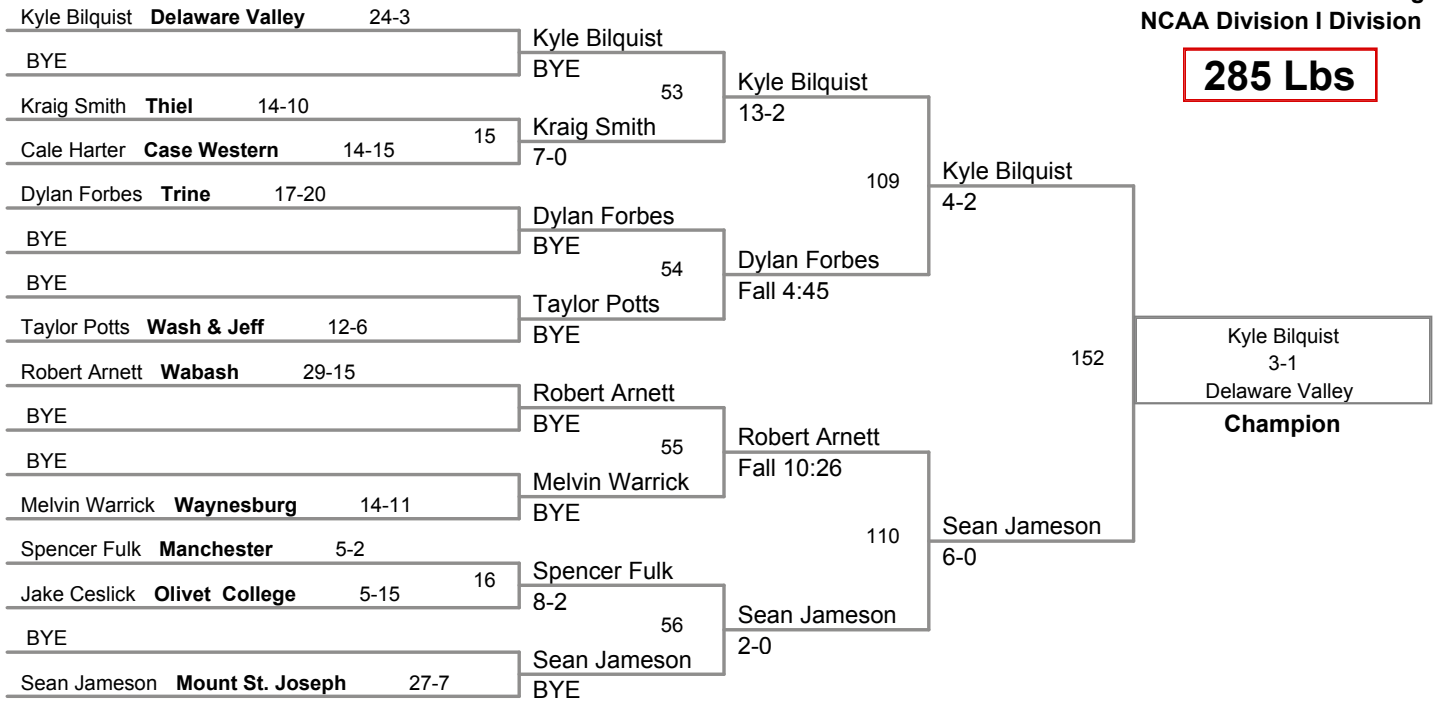 NCAA Division I Division
285 Lbs
Kyle Bilquist Delaware Valley 24-3
BYE
Kraig Smith Thiel 14-10
Cale Harter Case Western 14-15
15
Dylan Forbes Trine 17-20
BYE
BYE
Taylor Potts Wash & Jeff 12-6
Robert Arnett Wabash 29-15
BYE
BYE
Melvin Warrick Waynesburg 14-11
Spencer Fulk Manchester 5-2
Jake Ceslick Olivet College 5-15
16
BYE
Sean Jameson Mount St. Joseph 27-7
Kyle Bilquist
BYE
53
Kraig Smith
7-0
Dylan Forbes
BYE
54
Taylor Potts
BYE
Robert Arnett
BYE
55
Melvin Warrick
BYE
Spencer Fulk
8-2
56
Sean Jameson
BYE
Kyle Bilquist
13-2
109
Dylan Forbes
Fall 4:45
Robert Arnett
Fall 10:26
110
Sean Jameson
2-0
Kyle Bilquist
4-2
152
Sean Jameson
6-0
Kyle Bilquist
3-1
Delaware Valley
Champion